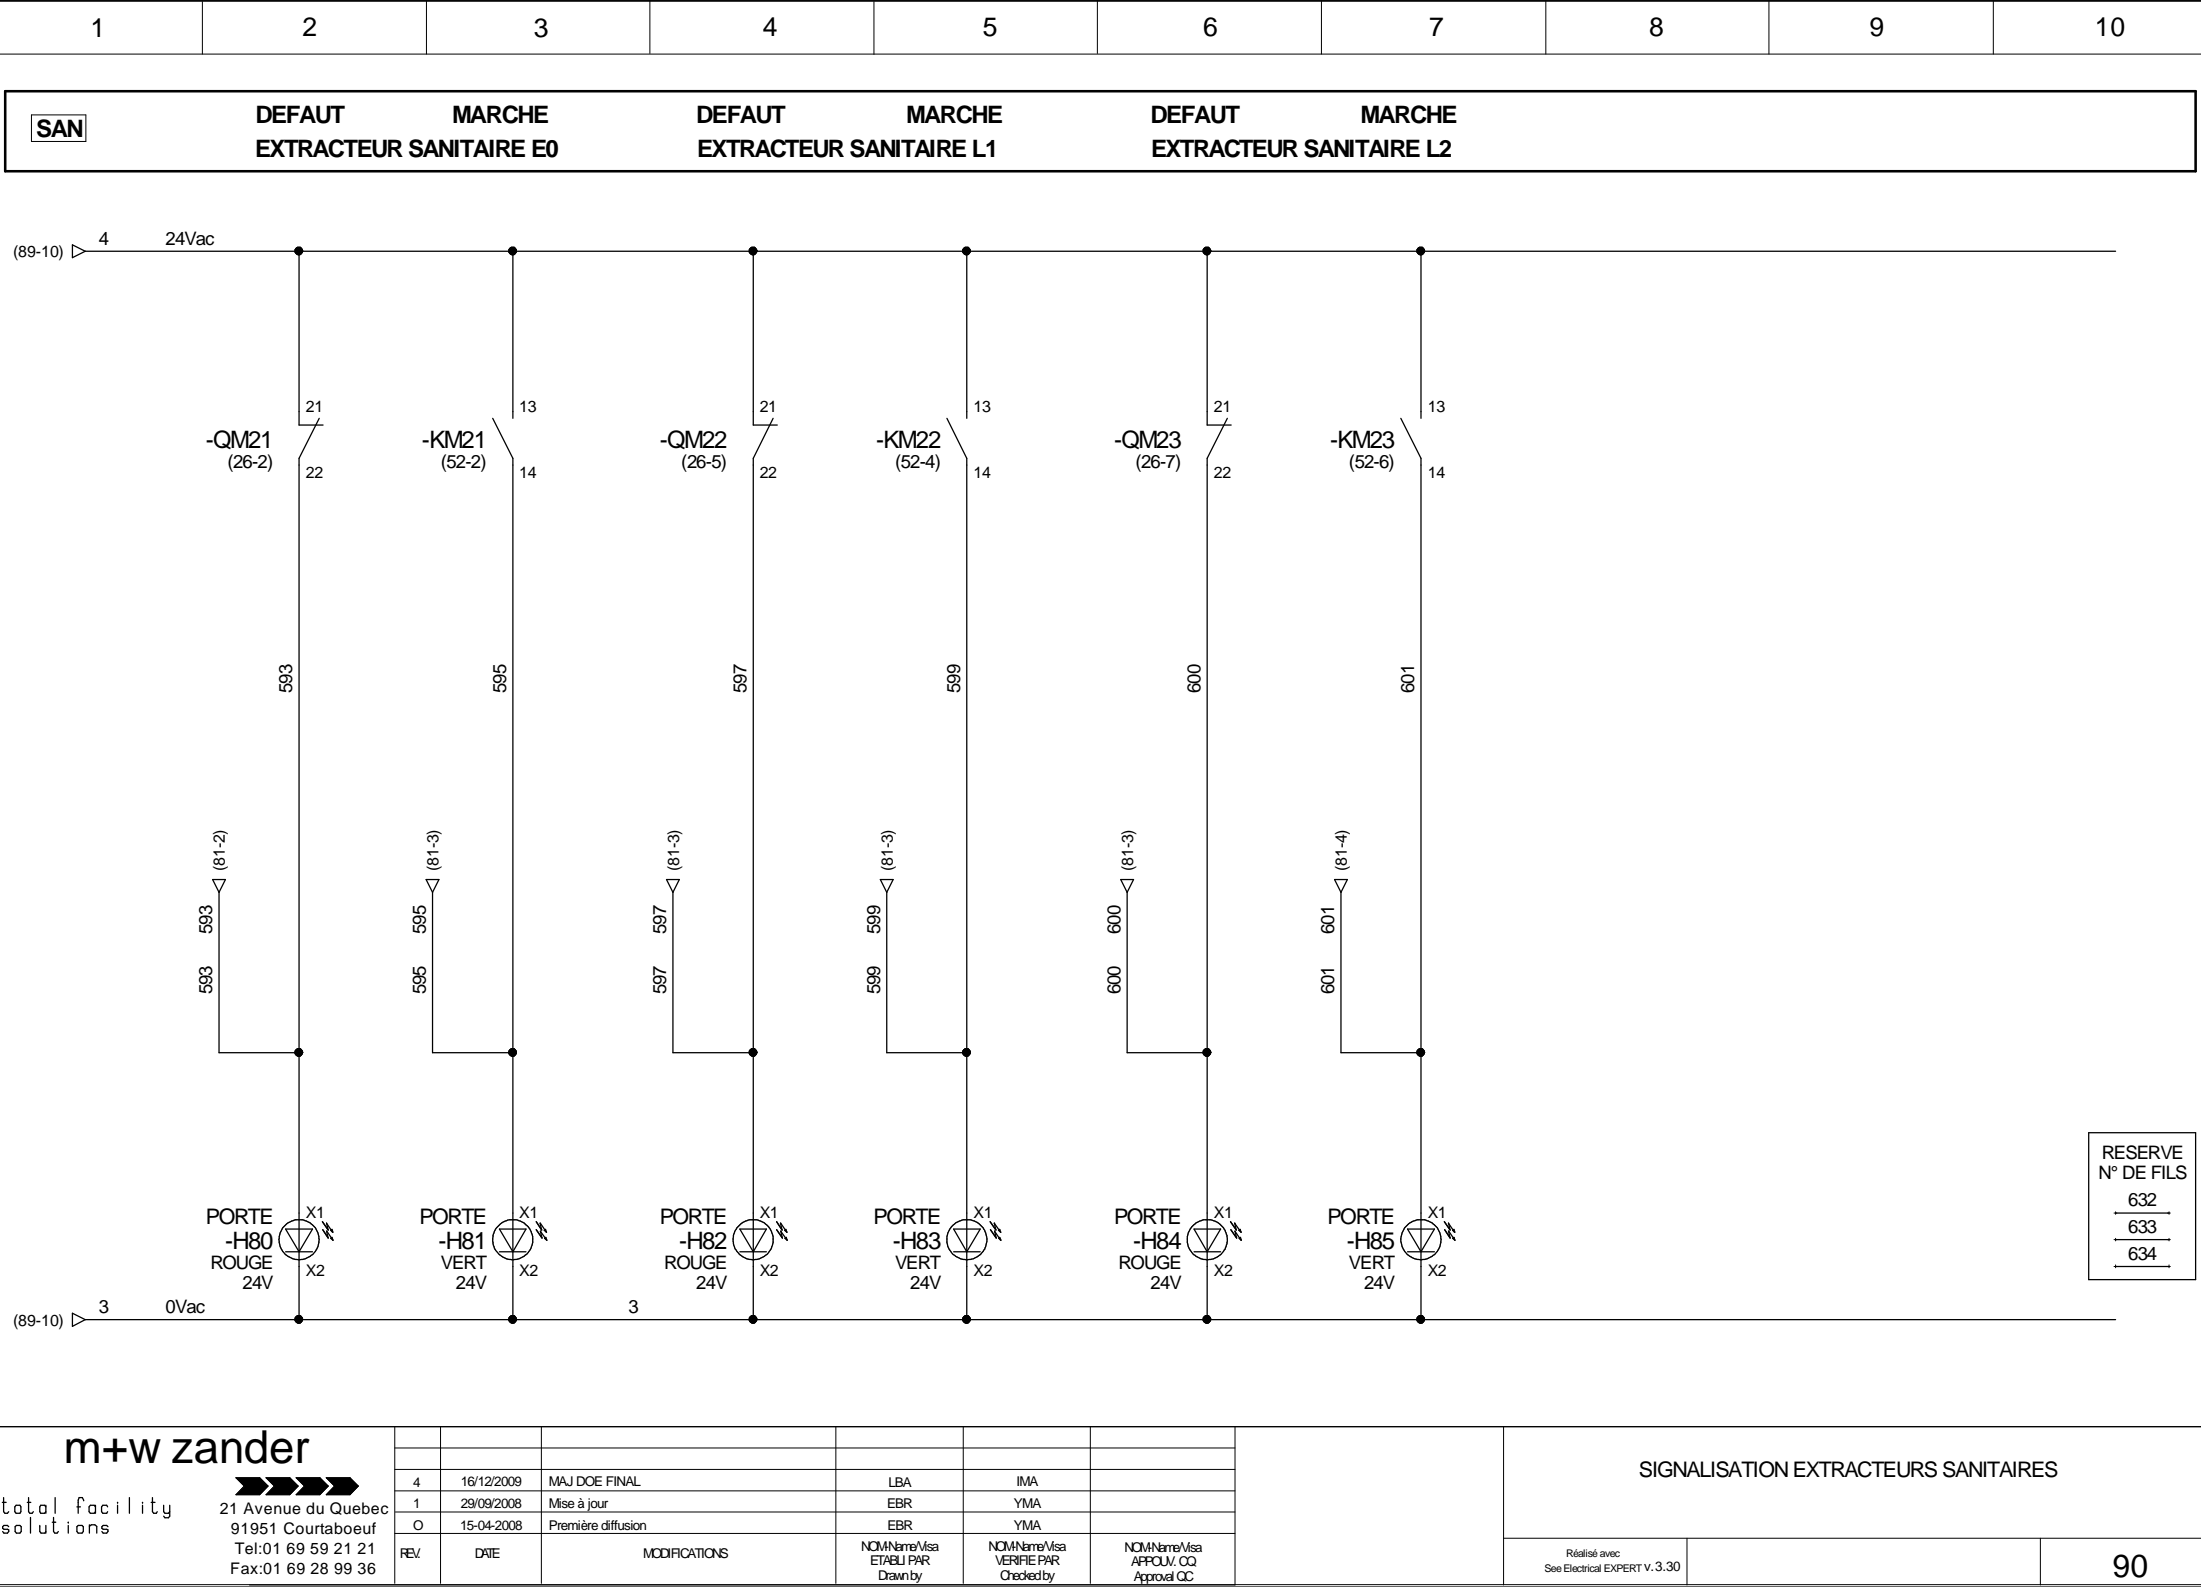 1 2 3 4 5 6 7 8 9 10
SAN
DEFAUT MARCHE DEFAUT MARCHE DEFAUT MARCHE
EXTRACTEUR SANITAIRE E0 EXTRACTEUR SANITAIRE L1 EXTRACTEUR SANITAIRE L2
(89-10) 4 24Vac
21 13 21 13 21 13
-QM21 -KM21 -QM22 -KM22 -QM23 -KM23
(26-2) (52-2) (26-5) (52-4) (26-7) (52-6)
22 14 22 14 22 14
593 595 597 599 600 601
(81-2) (81-3) (81-3) (81-3) (81-3) (81-4)
593 595 597 599 600 601
593 595 597 599 600 601
RESERVE
N° DE FILS
632
633
634
PORTE X1 PORTE X1 PORTE X1 PORTE X1 PORTE X1 PORTE X1
-H80 -H81 -H82 -H83 -H84 -H85
ROUGE VERT ROUGE VERT ROUGE VERT
24V X2 24V X2 24V X2 24V X2 24V X2 24V X2
(89-10) 3 0Vac 3
m+w zander
total facility
solutions
21 Avenue du Quebec
91951 Courtaboeuf
Tel:01 69 59 21 21
Fax:01 69 28 99 36
4 16/12/2009 MAJ DOE FINAL LBA IMA
1 29/09/2008 Mise à jour EBR YMA
O 15-04-2008 Première diffusion EBR YMA
REV. DATE MODIFICATIONS
NOM-Name/Visa
ETABLI PAR
Drawn by
NOM-Name/Visa
VERIFIE PAR
Checked by
NOM-Name/Visa
APPOUV. CQ
Approval QC
SIGNALISATION EXTRACTEURS SANITAIRES
Réalisé avec
See Electrical EXPERT V.3.30
90